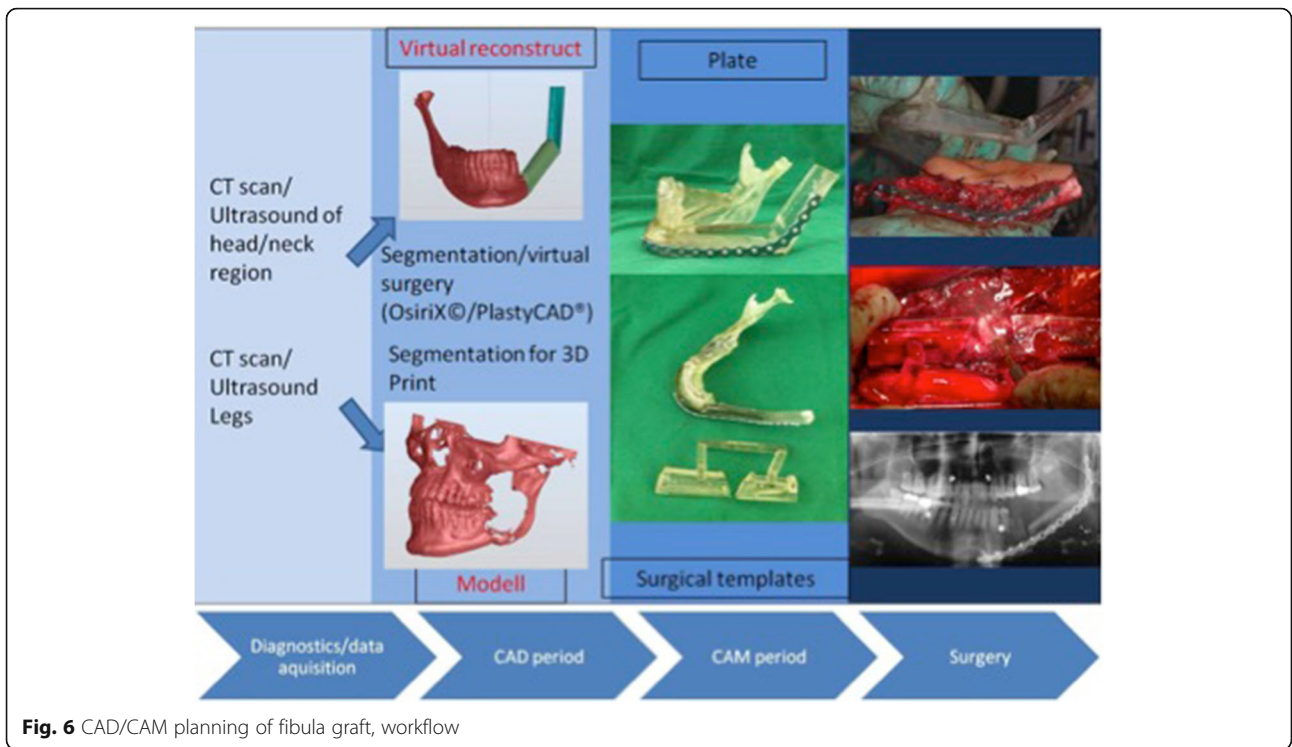 CT scan/
Ultrasound of
head/neck
region
CT scan/
Ultrasound
Legs
Virtual reconstruct
Segmentation/virtual
surgery
(OsiriX©/PlastyCAD®)
Segmentation for 3D
Print
Modell
Plate
Surgical templates
Diagnostics/data
aquisition
CAD period
CAM period
Surgery
Fig. 6 CAD/CAM planning of fibula graft, workflow